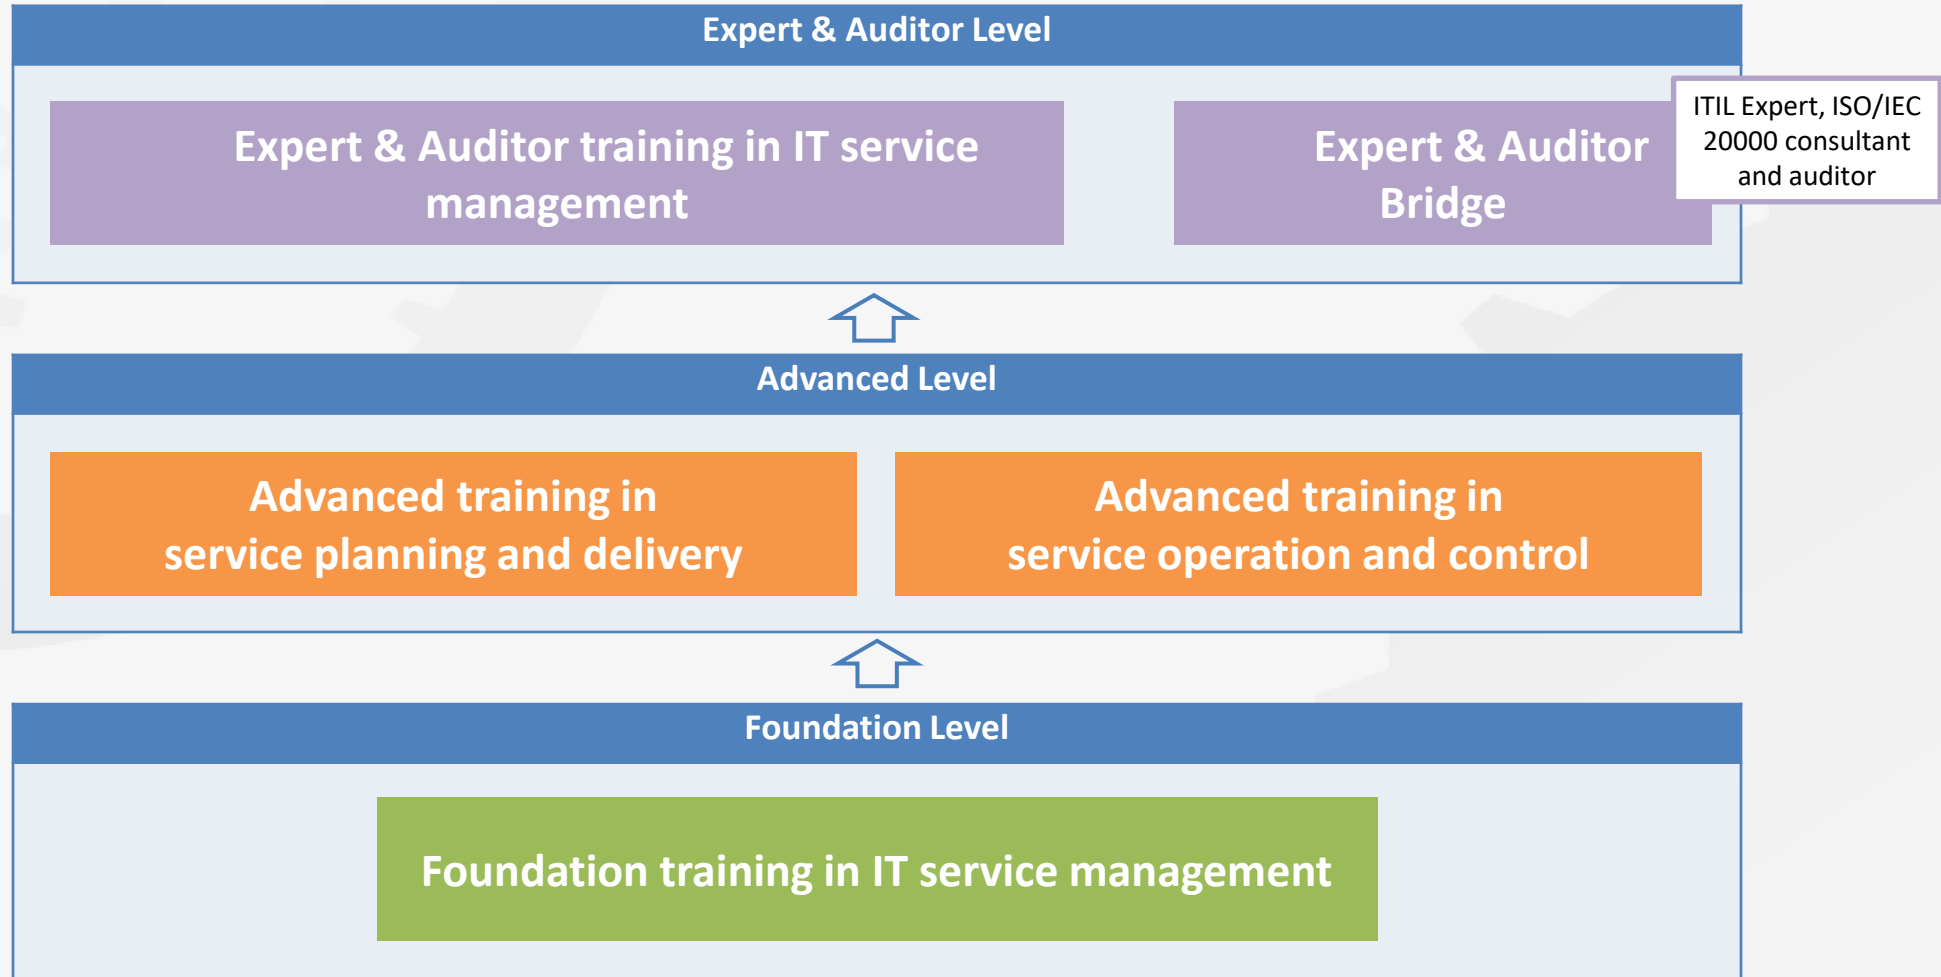 Expert & Auditor Level
Expert & Auditor training in IT service
management
Expert & Auditor
Bridge
ITIL Expert, ISO/IEC
20000 consultant
and auditor
Advanced Level
Advanced training in
service planning and delivery
Advanced training in
service operation and control
Foundation Level
Foundation training in IT service management